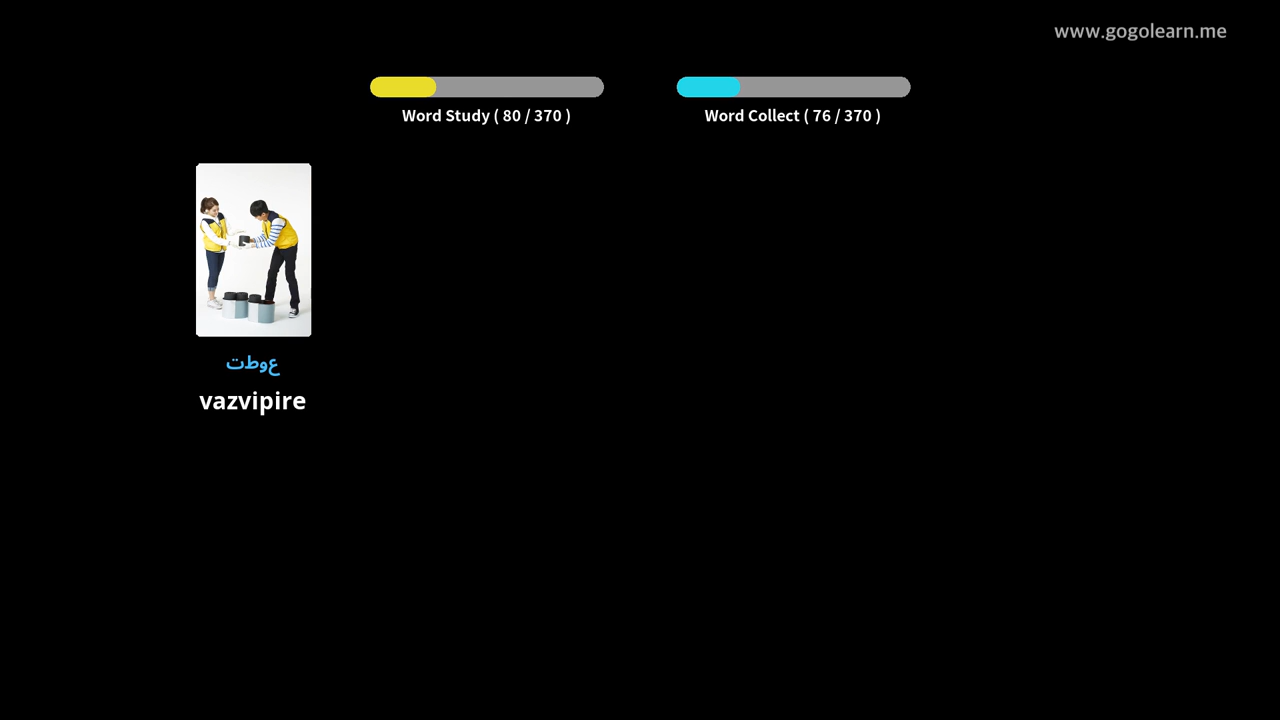 www.gogolearn.me
Word Study ( 80 / 370 )
Word Collect ( 76 / 370 )
عوطت
vazvipire